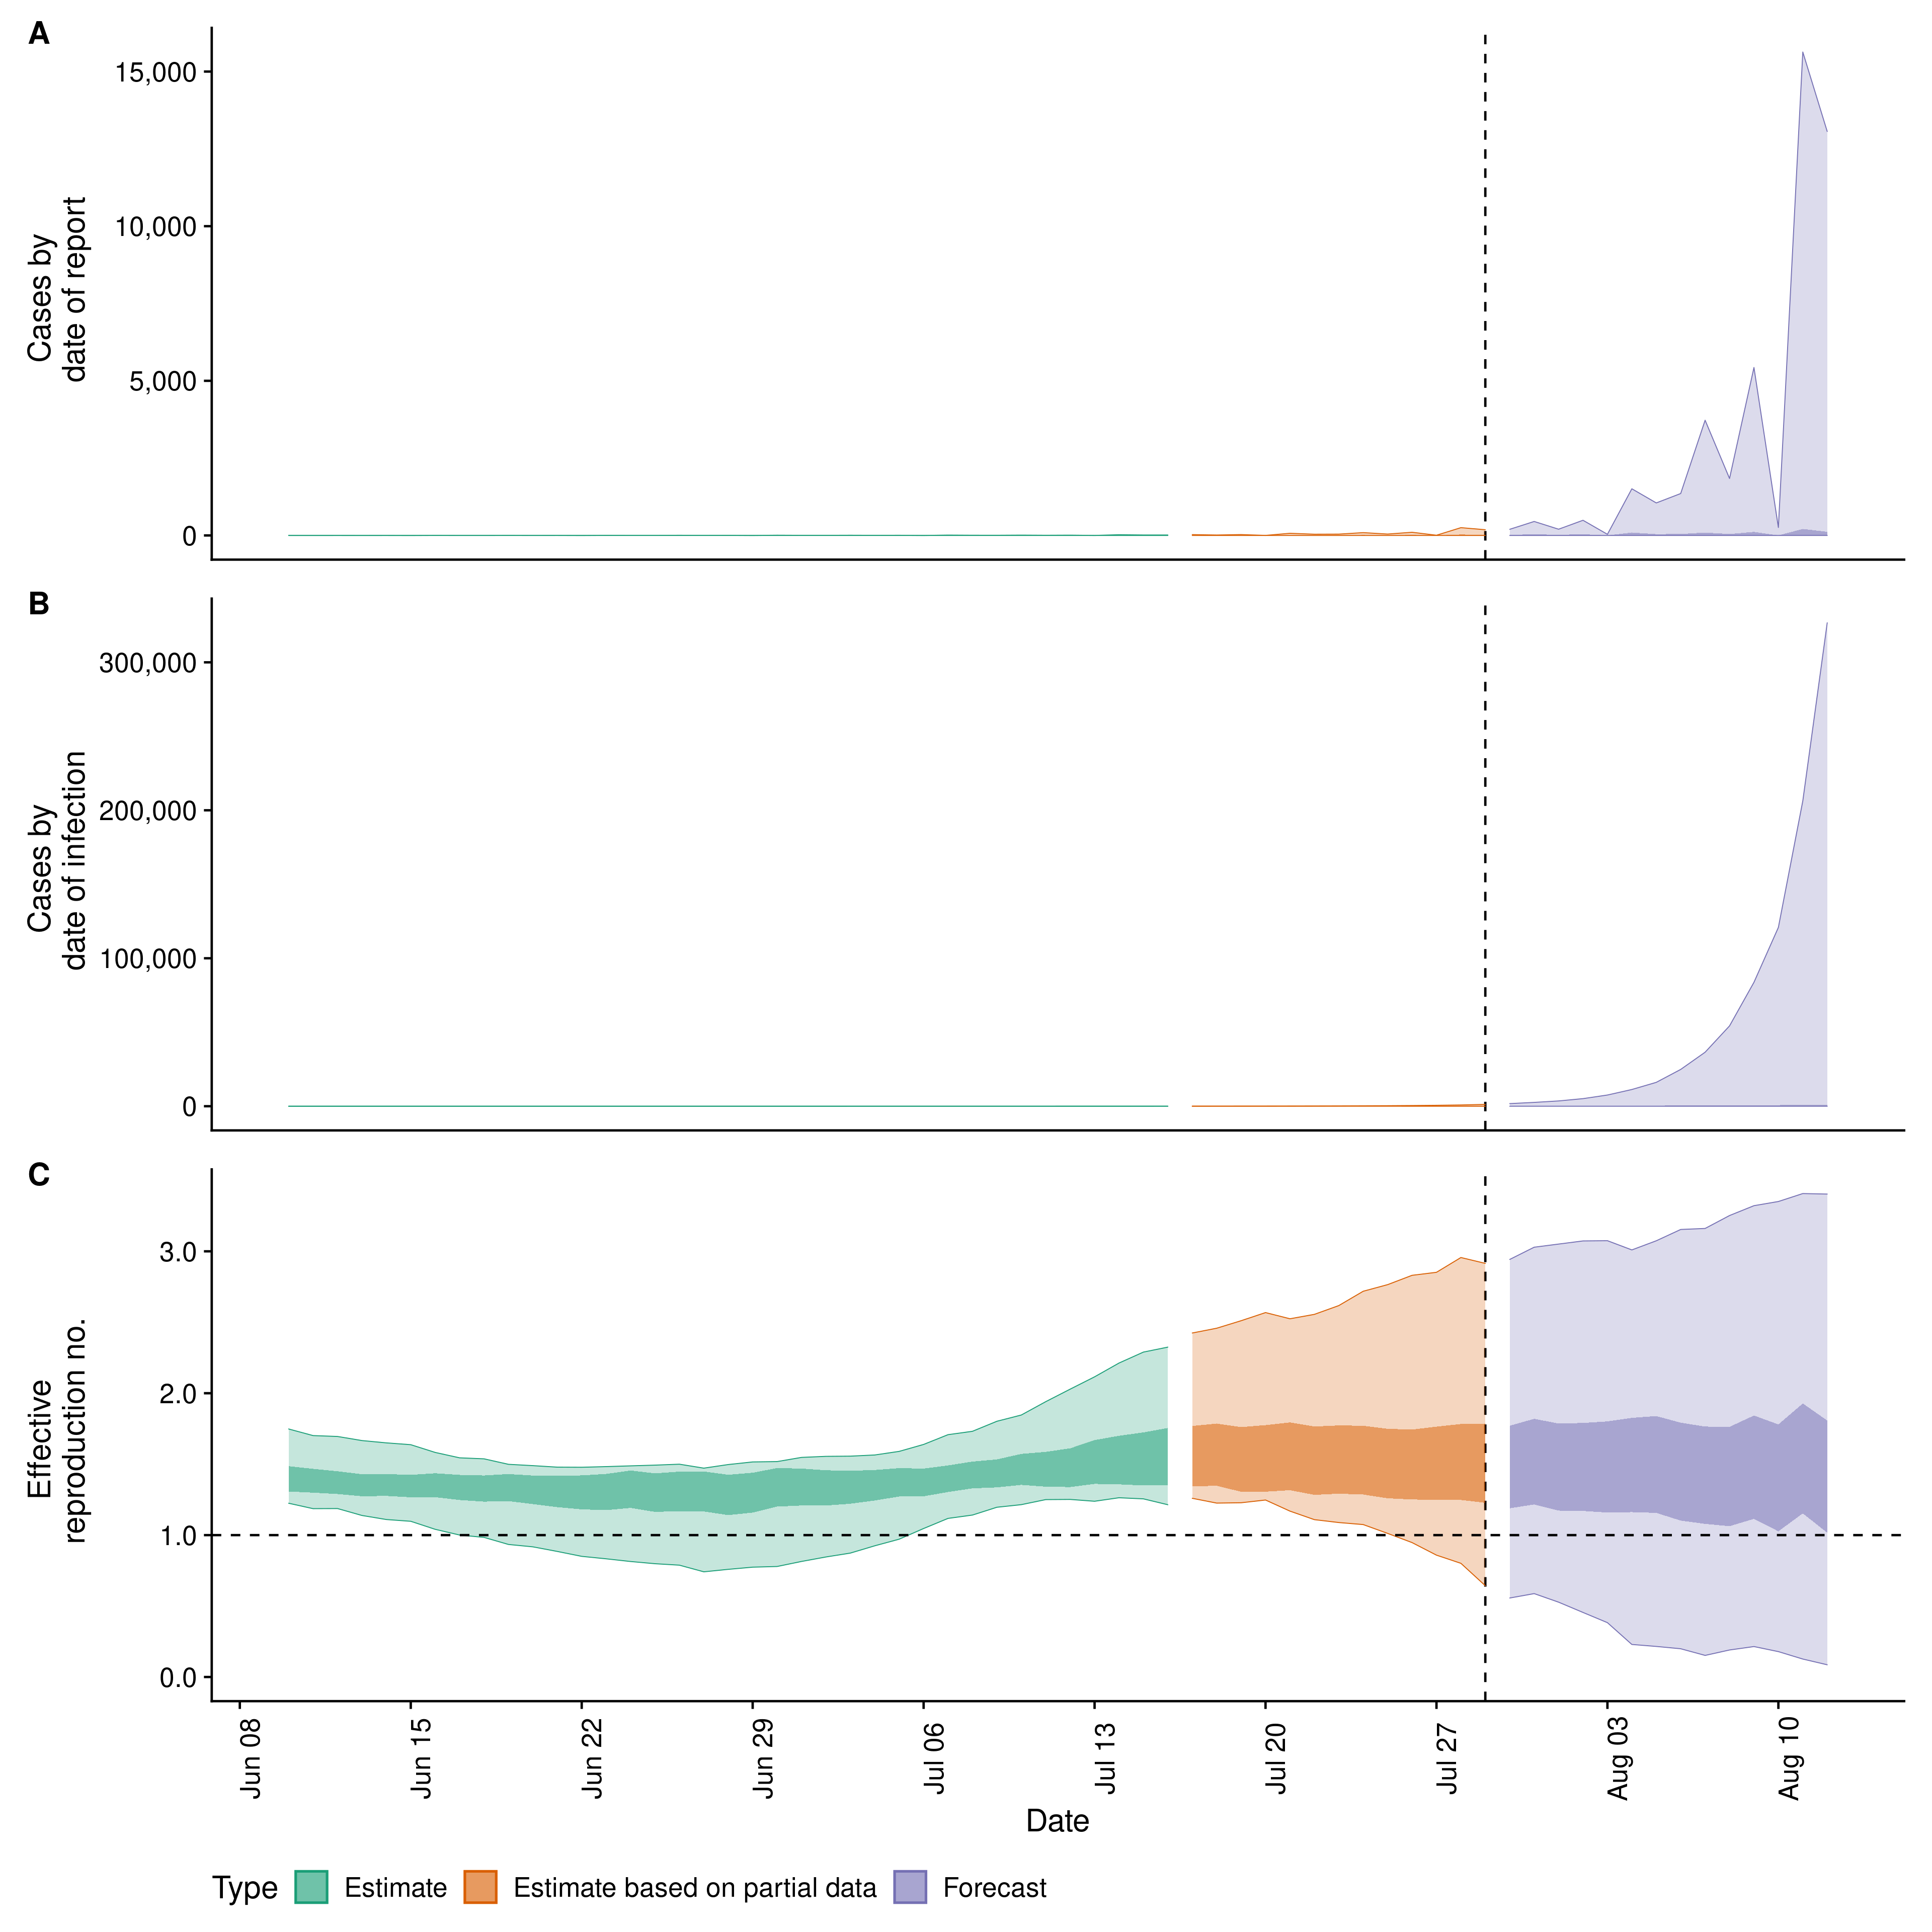 A
15,000
10,000
5,000
0
Cases by
date of report
B
300,000
200,000
100,000
0
Cases by
date of infection
C
3.0
2.0
1.0
0.0
Effective
reproduction no.
Jun 08
Jun 15
Jun 22
Jun 29
Jul 06
Jul 13
Jul 20
Jul 27
Aug 03
Aug 10
Date
Type Estimate Estimate based on partial data Forecast